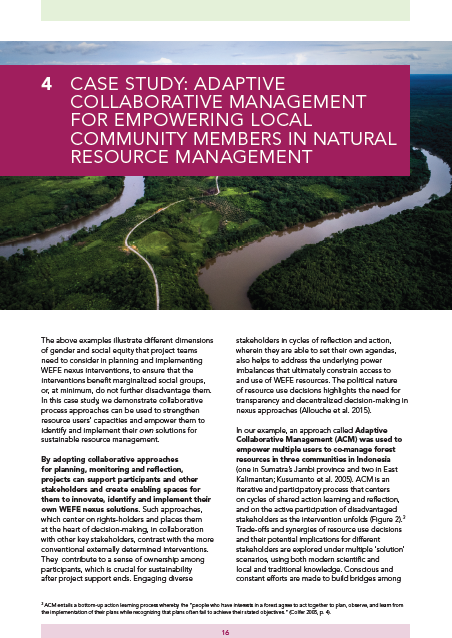 4 CASE STUDY: ADAPTIVE
COLLABORATIVE MANAGEMENT
FOR EMPOWERING LOCAL
COMMUNITY MEMBERS IN NATURAL
RESOURCE MANAGEMENT
The above examples illustrate different dimensions
of gender and social equity that project teams
need to consider in planning and implementing
WEFE nexus interventions, to ensure that the
interventions benefit marginalized social groups,
or, at minimum, do not further disadvantage them.
In this case study, we demonstrate collaborative
process approaches can be used to strengthen
resource users' capacities and empower them to
identify and implement their own solutions for
sustainable resource management.
By adopting collaborative approaches
for planning, monitoring and reflection,
projects can support participants and other
stakeholders and create enabling spaces for
them to innovate, identify and implement their
own WEFE nexus solutions. Such approaches,
which center on rights-holders and places them
at the heart of decision-making, in collaboration
with other key stakeholders, contrast with the more
conventional externally determined interventions.
They contribute to a sense of ownership among
participants, which is crucial for sustainability
after project support ends. Engaging diverse
stakeholders in cycles of reflection and action,
wherein they are able to set their own agendas,
also helps to address the underlying power
imbalances that ultimately constrain access to
and use of WEFE resources. The political nature
of resource use decisions highlights the need for
transparency and decentralized decision-making in
nexus approaches (Allouche et al. 2015).
In our example, an approach called Adaptive
Collaborative Management (ACM) was used to
empower multiple users to co-manage forest
resources in three communities in Indonesia
(one in Sumatra's Jambi province and two in East
Kalimantan; Kusumanto et al. 2005). ACM is an
iterative and participatory process that centers
on cycles of shared action learning and reflection,
and on the active participation of disadvantaged
stakeholders as the intervention unfolds (Figure 2).³
Trade-offs and synergies of resource use decisions
and their potential implications for different
stakeholders are explored under multiple 'solution'
scenarios, using both modern scientific and
local and traditional knowledge. Conscious and
constant efforts are made to build bridges among
³ ACM entails a bottom-up action learning process whereby the "people who have interests in a forest agree to act together to plan, observe, and learn from
the implementation of their plans while recognizing that plans often fail to achieve their stated objectives." (Colfer 2005, p. 4).
16